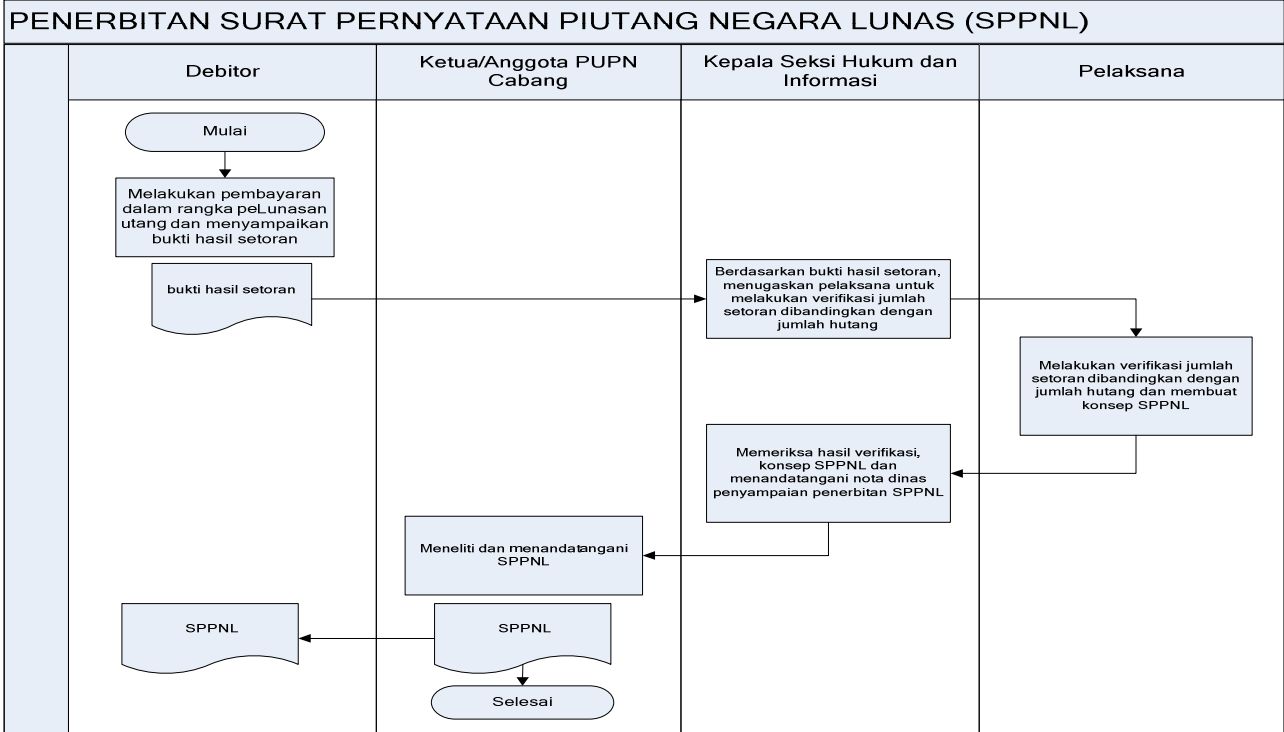 PENERBITAN SURAT PERNYATAAN PIUTANG NEGARA LUNAS (SPPNL)
Debitor
Ketua/Anggota PUPN
Cabang
Kepala Seksi Hukum dan
Informasi
Pelaksana
Mulai
Melakukan pembayaran
dalam rangka peLunasan
utang dan menyampaikan
bukti hasil setoran
bukti hasil setoran
Berdasarkan bukti hasil setoran,
menugaskan pelaksana untuk
melakukan verifikasi jumlah
setoran dibandingkan dengan
jumlah hutang
Melakukan verifikasi jumlah
setoran dibandingkan dengan
jumlah hutang dan membuat
konsep SPPNL
Memeriksa hasil verifikasi,
konsep SPPNL dan
menandatangani nota dinas
penyampaian penerbitan SPPNL
Meneliti dan menandatangani
SPPNL
SPPNL
SPPNL
Selesai